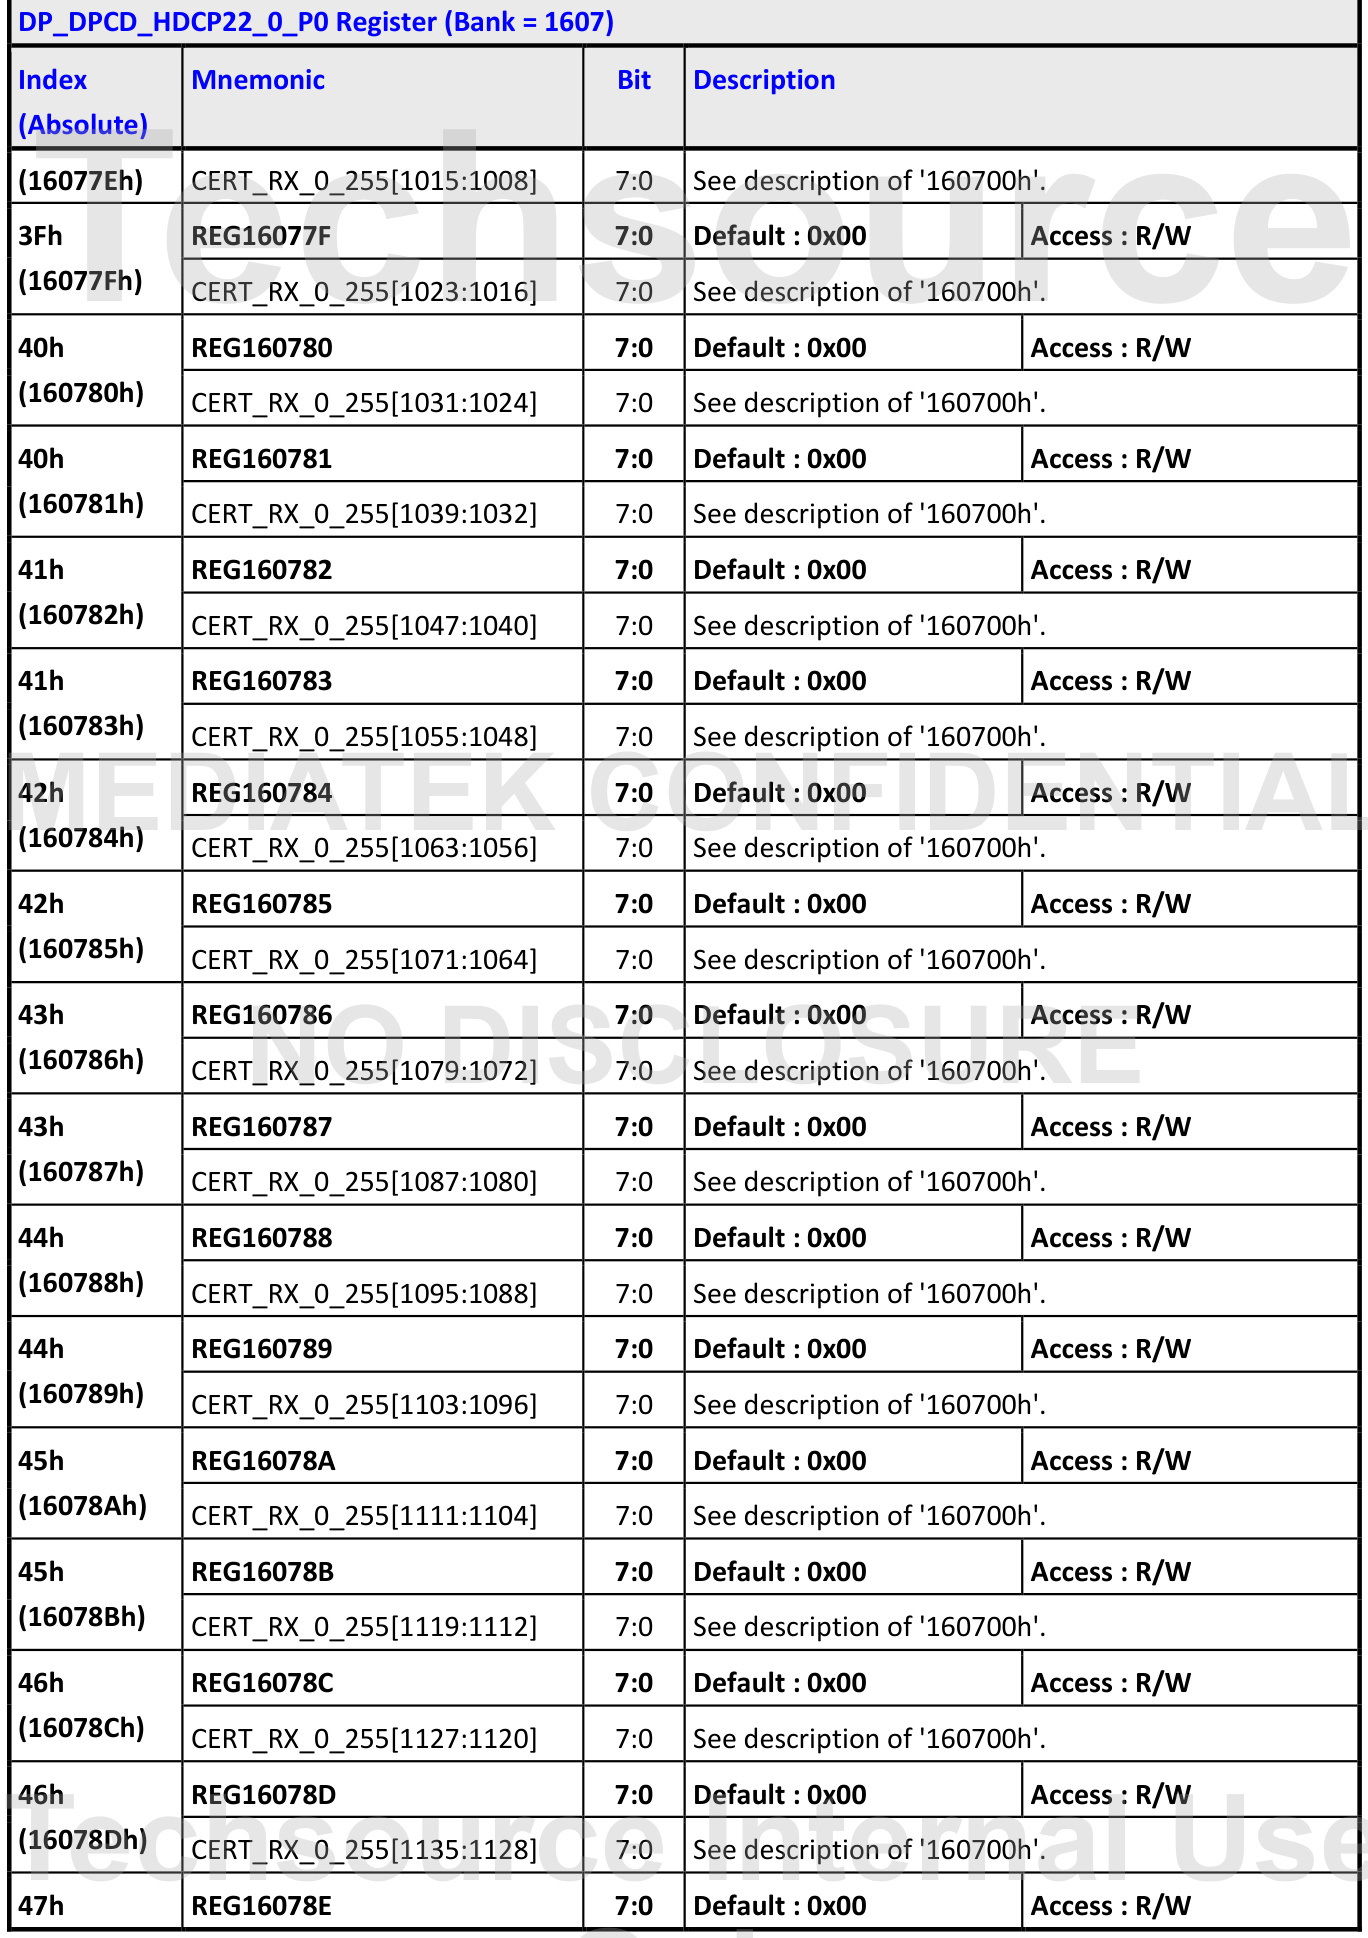 DP_DPCD_HDCP22_0_P0 Register (Bank = 1607)
Index (Absolute) Mnemonic Bit Description
(16077Eh) CERT_RX_0_255[1015:1008] 7:0 See description of '160700h'.
3Fh REG16077F 7:0 Default : 0x00 Access : R/W
(16077Fh) CERT_RX_0_255[1023:1016] 7:0 See description of '160700h'.
40h REG160780 7:0 Default : 0x00 Access : R/W
(160780h) CERT_RX_0_255[1031:1024] 7:0 See description of '160700h'.
40h REG160781 7:0 Default : 0x00 Access : R/W
(160781h) CERT_RX_0_255[1039:1032] 7:0 See description of '160700h'.
41h REG160782 7:0 Default : 0x00 Access : R/W
(160782h) CERT_RX_0_255[1047:1040] 7:0 See description of '160700h'.
41h REG160783 7:0 Default : 0x00 Access : R/W
(160783h) CERT_RX_0_255[1055:1048] 7:0 See description of '160700h'.
42h REG160784 7:0 Default : 0x00 Access : R/W
(160784h) CERT_RX_0_255[1063:1056] 7:0 See description of '160700h'.
42h REG160785 7:0 Default : 0x00 Access : R/W
(160785h) CERT_RX_0_255[1071:1064] 7:0 See description of '160700h'.
43h REG160786 7:0 Default : 0x00 Access : R/W
(160786h) CERT_RX_0_255[1079:1072] 7:0 See description of '160700h'.
43h REG160787 7:0 Default : 0x00 Access : R/W
(160787h) CERT_RX_0_255[1087:1080] 7:0 See description of '160700h'.
44h REG160788 7:0 Default : 0x00 Access : R/W
(160788h) CERT_RX_0_255[1095:1088] 7:0 See description of '160700h'.
44h REG160789 7:0 Default : 0x00 Access : R/W
(160789h) CERT_RX_0_255[1103:1096] 7:0 See description of '160700h'.
45h REG16078A 7:0 Default : 0x00 Access : R/W
(16078Ah) CERT_RX_0_255[1111:1104] 7:0 See description of '160700h'.
45h REG16078B 7:0 Default : 0x00 Access : R/W
(16078Bh) CERT_RX_0_255[1119:1112] 7:0 See description of '160700h'.
46h REG16078C 7:0 Default : 0x00 Access : R/W
(16078Ch) CERT_RX_0_255[1127:1120] 7:0 See description of '160700h'.
46h REG16078D 7:0 Default : 0x00 Access : R/W
(16078Dh) CERT_RX_0_255[1135:1128] 7:0 See description of '160700h'.
47h REG16078E 7:0 Default : 0x00 Access : R/W
Techsource
MEDIATEK CONFIDENTIAL
NO DISCLOSURE
Techsource Internal Use